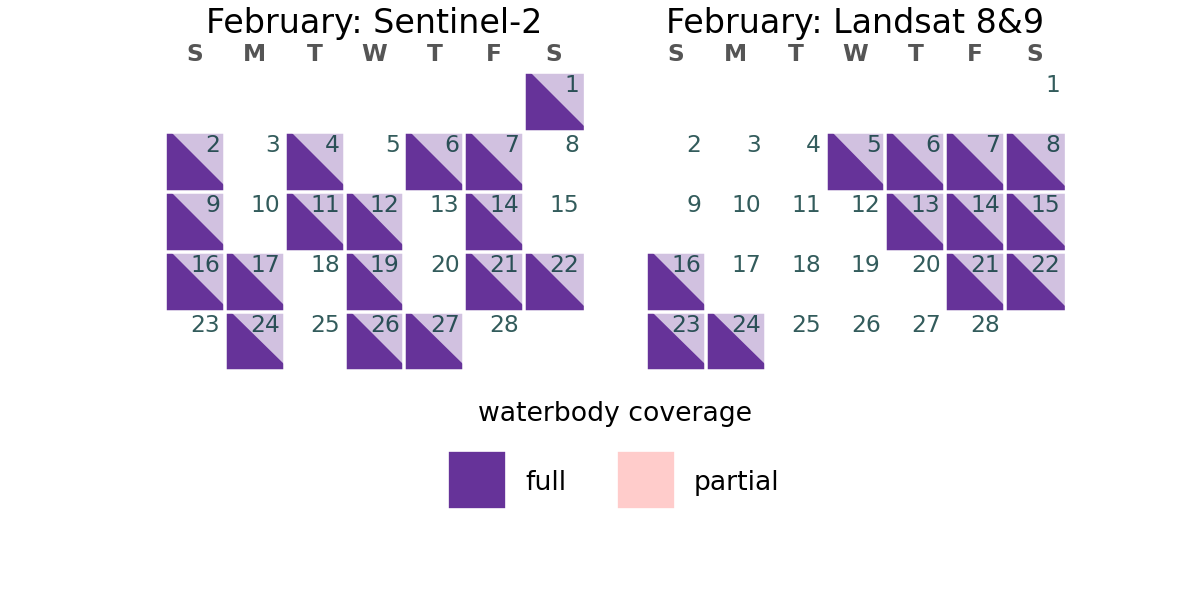 February: Sentinel-2
S M T W T F S
1
2 3 4 5 6 7 8
9 10 11 12 13 14 15
16 17 18 19 20 21 22
23 24 25 26 27 28
February: Landsat 8&9
S M T W T F S
1
2 3 4 5 6 7 8
9 10 11 12 13 14 15
16 17 18 19 20 21 22
23 24 25 26 27 28
waterbody coverage
full partial